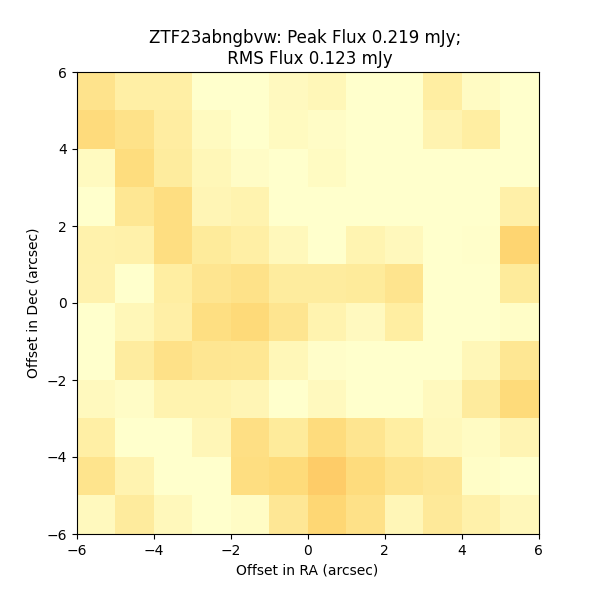 ZTF23abngbvw: Peak Flux 0.219 mJy;
RMS Flux 0.123 mJy
6
4
2
0
−2
−4
−6
Offset in Dec (arcsec)
−6 −4 −2 0 2 4 6
Offset in RA (arcsec)